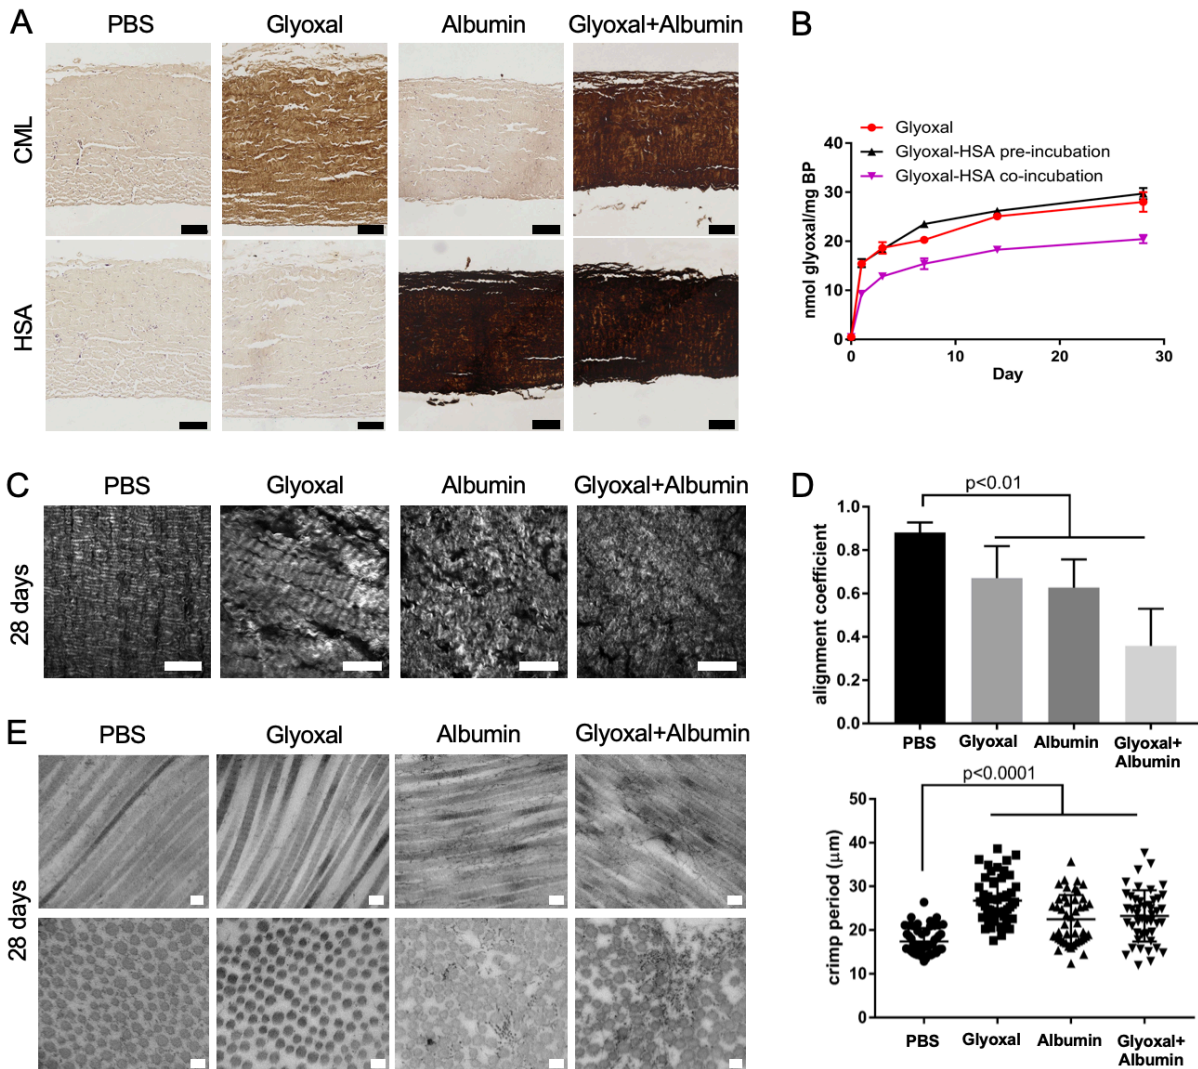 A
PBS
Glyoxal
Albumin
Glyoxal+Albumin
CML
HSA
B
Glyoxal
Glyoxal-HSA pre-incubation
Glyoxal-HSA co-incubation
nmol glyoxal/mg BP
40
30
20
10
0
0
10
20
30
Day
C
PBS
Glyoxal
Albumin
Glyoxal+Albumin
28 days
D
p<0.01
alignment coefficient
1.0
0.8
0.6
0.4
0.2
0.0
PBS
Glyoxal
Albumin
Glyoxal+
Albumin
p<0.0001
crimp period (μm)
50
40
30
20
10
0
PBS
Glyoxal
Albumin
Glyoxal+
Albumin
E
PBS
Glyoxal
Albumin
Glyoxal+Albumin
28 days